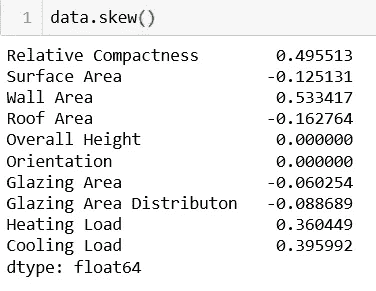 1 data.skew()
Relative Compactness 0.495513
Surface Area -0.125131
Wall Area 0.533417
Roof Area -0.162764
Overall Height 0.000000
Orientation 0.000000
Glazing Area -0.060254
Glazing Area Distributon -0.088689
Heating Load 0.360449
Cooling Load 0.395992
dtype: float64